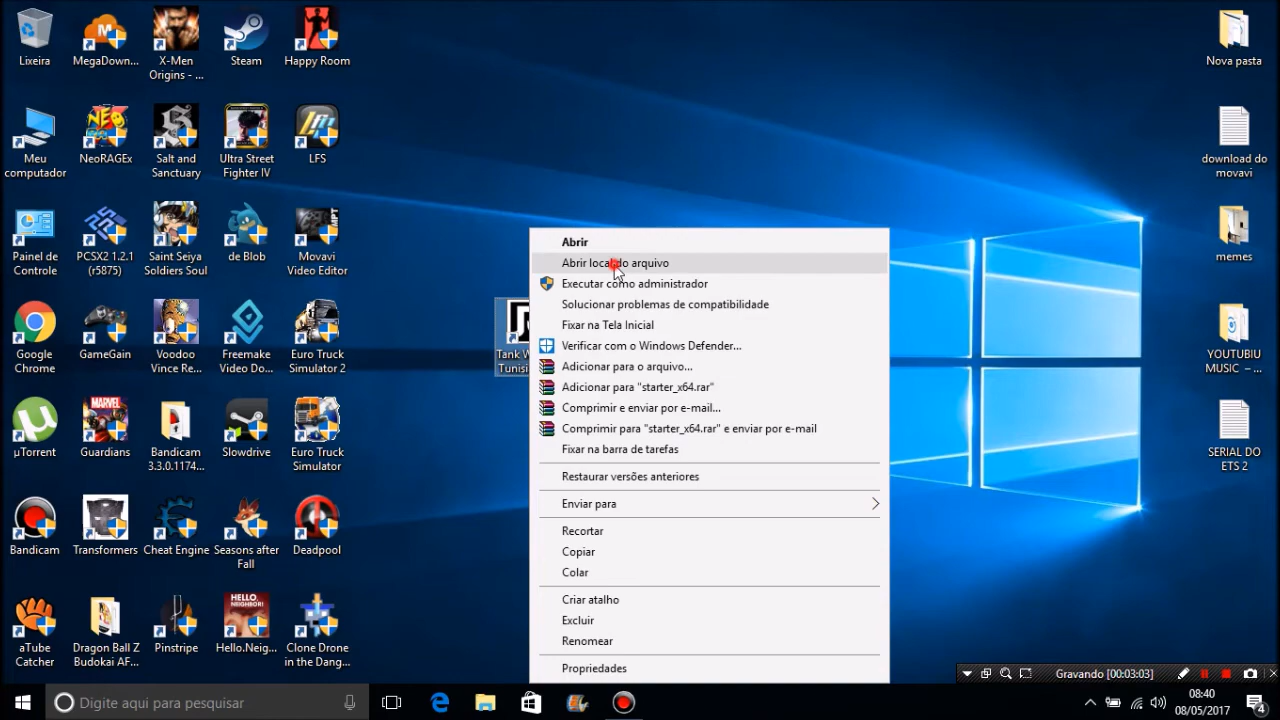 Lixeira
MegaDown...
X-Men
Origins - ...
Steam
Happy Room
Meu
computador
NeoRAGEx
Salt and
Sanctuary
Ultra Street
Fighter IV
LFS
Painel de
Controle
PCSX2 1.2.1
(r5875)
Saint Seiya
Soldiers Soul
de Blob
Movavi
Video Editor
Google
Chrome
GameGain
Voodoo
Vince Re...
Freemake
Video Do...
Euro Truck
Simulator 2
µTorrent
Guardians
Bandicam
3.3.0.1174...
Slowdrive
Euro Truck
Simulator
Bandicam
Transformers
Cheat Engine
Seasons after
Fall
Deadpool
aTube
Catcher
Dragon Ball Z
Budokai AF...
Pinstripe
Hello.Neig...
Clone Drone
in the Dang...
Tank W
Tunisi
Abrir
Abrir local do arquivo
Executar como administrador
Solucionar problemas de compatibilidade
Fixar na Tela Inicial
Verificar com o Windows Defender...
Adicionar para o arquivo...
Adicionar para "starter_x64.rar"
Comprimir e enviar por e-mail...
Comprimir para "starter_x64.rar" e enviar por e-mail
Fixar na barra de tarefas
Restaurar versões anteriores
Enviar para
Recortar
Copiar
Colar
Criar atalho
Excluir
Renomear
Propriedades
Nova pasta
download do
movavi
memes
YOUTUBIU
MUSIC – ...
SERIAL DO
ETS 2
Gravando [00:03:03]
Digite aqui para pesquisar
08:40
08/05/2017
4